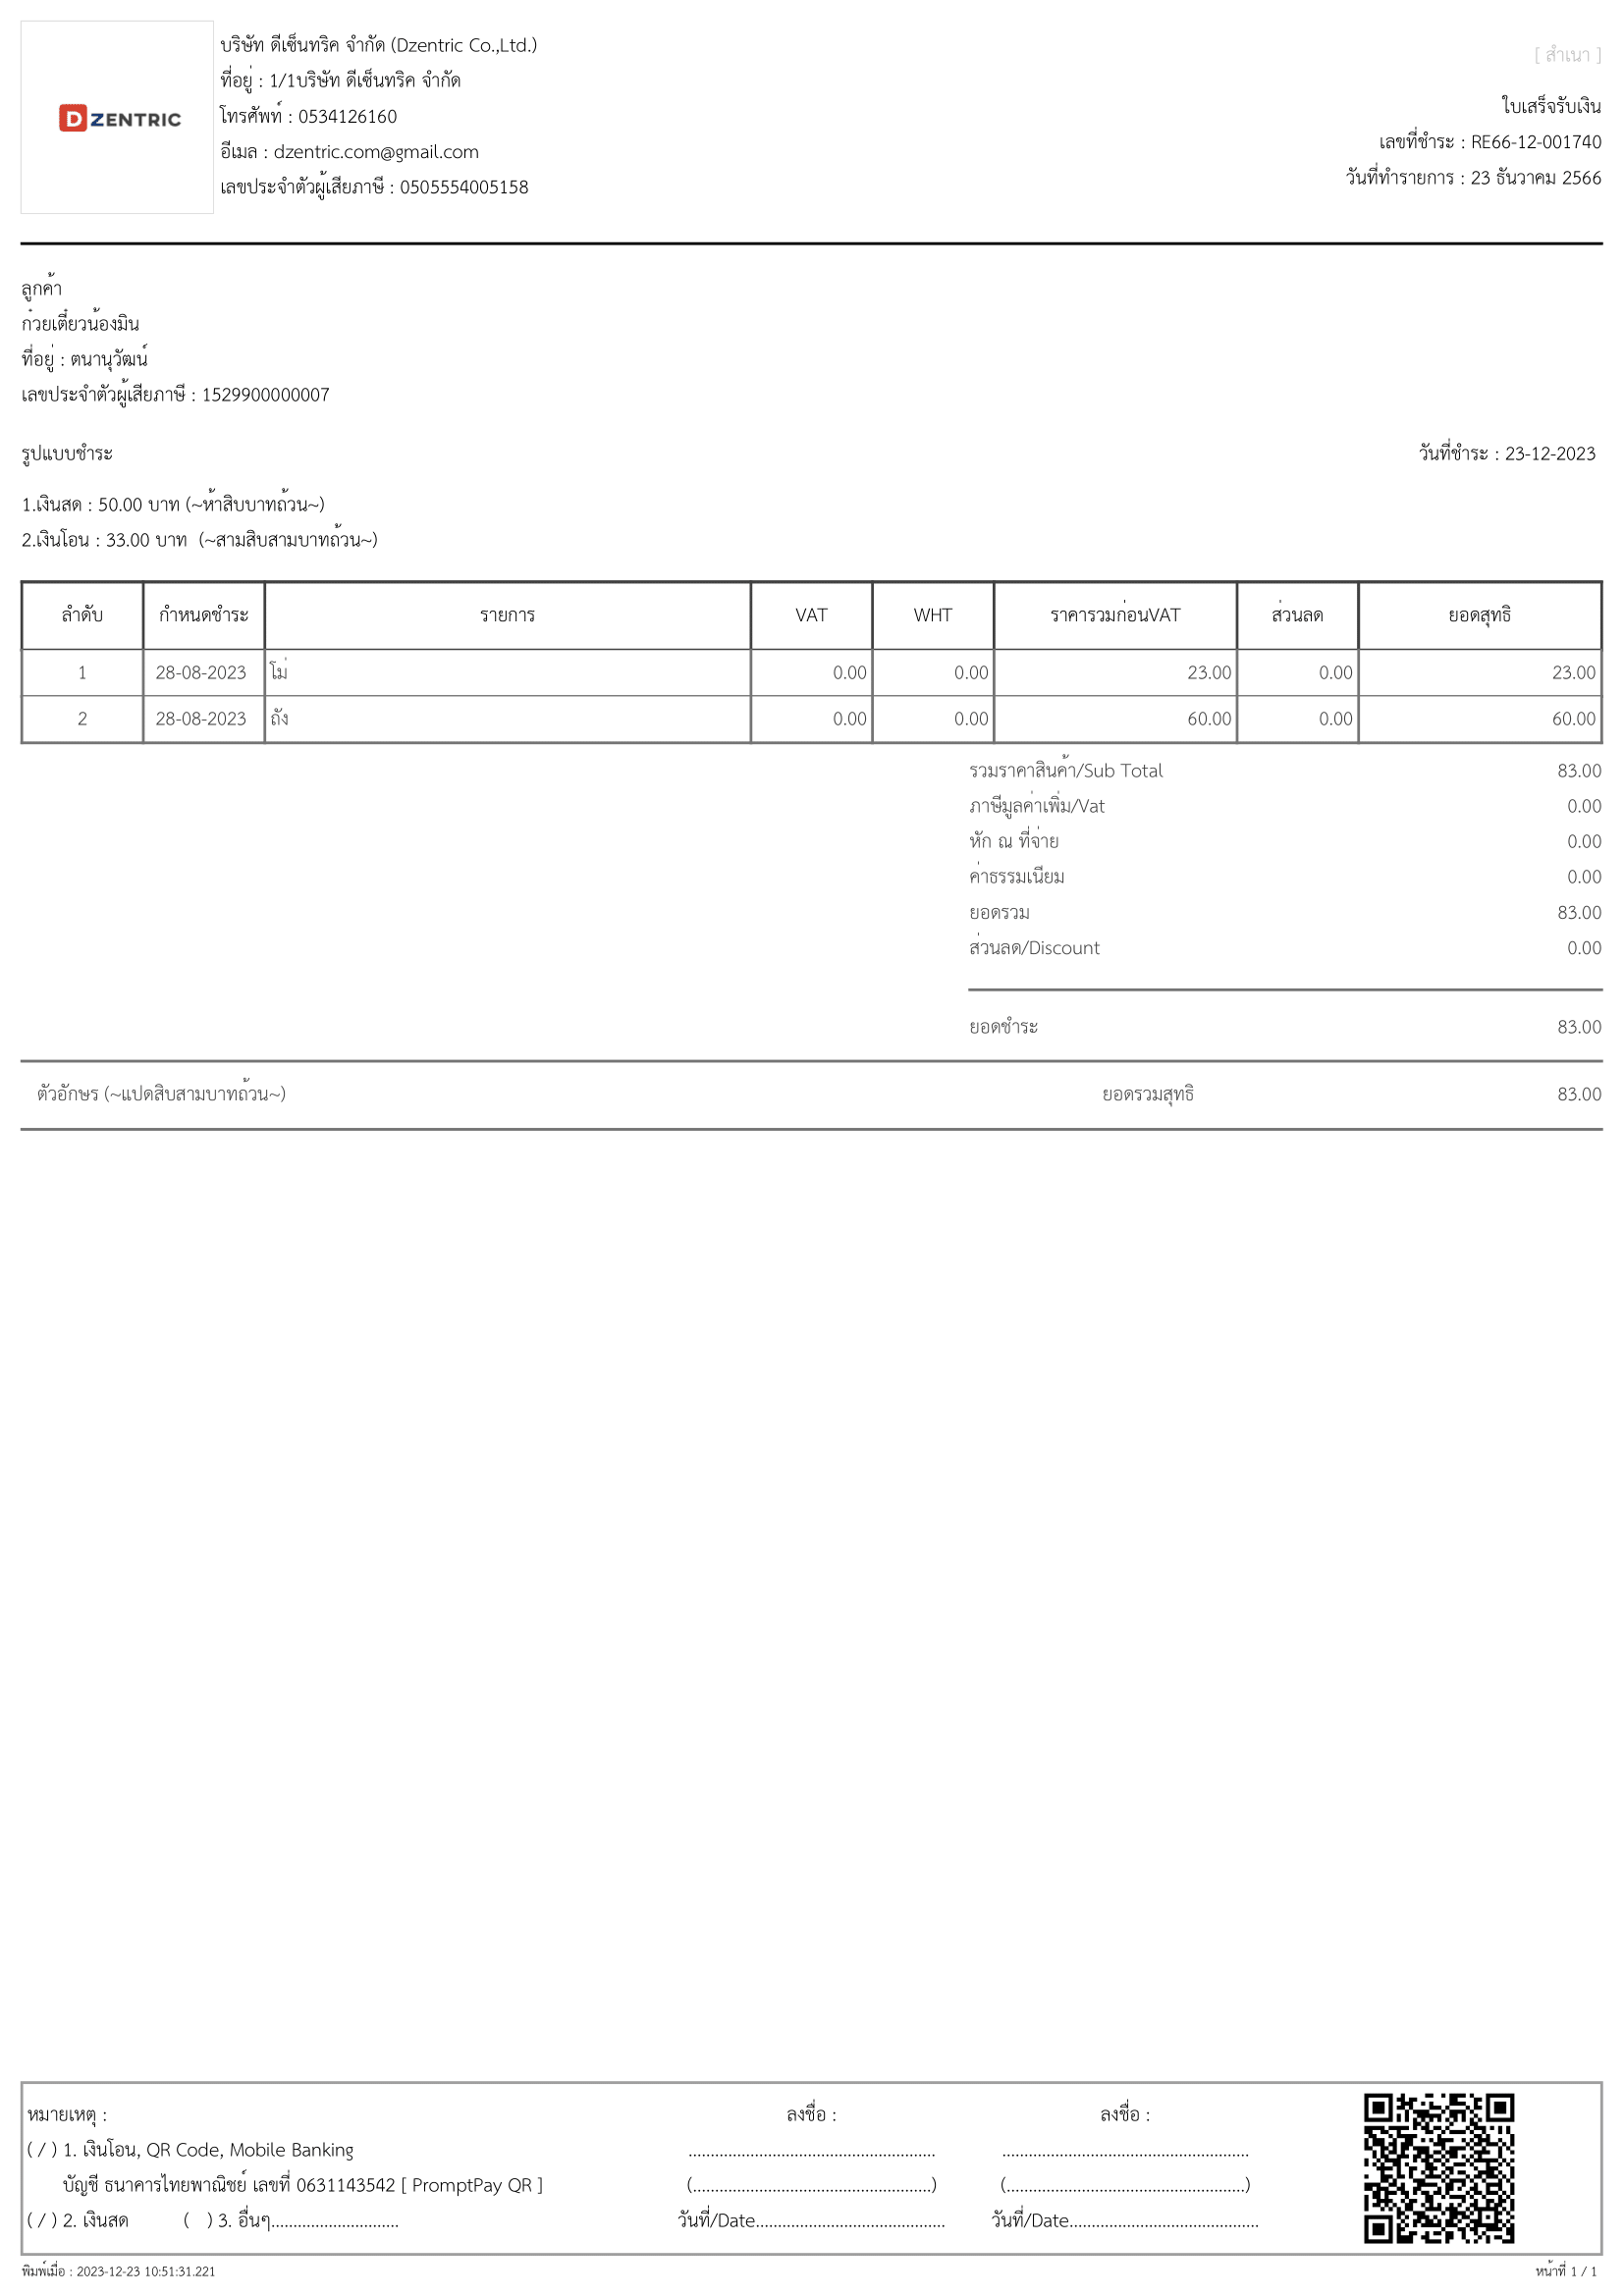 DZENTRIC
บริษัท ดีเซ็นทริค จำกัด (Dzentric Co.,Ltd.)
ที่อยู่ : 1/1บริษัท ดีเซ็นทริค จำกัด
โทรศัพท์ : 0534126160
อีเมล : dzentric.com@gmail.com
เลขประจำตัวผู้เสียภาษี : 0505554005158
[ สำเนา ]
ใบเสร็จรับเงิน
เลขที่ชำระ : RE66-12-001740
วันที่ทำรายการ : 23 ธันวาคม 2566
ลูกค้า
ก๋วยเตี๋ยวน้องมิน
ที่อยู่ : ตนานุวัฒน์
เลขประจำตัวผู้เสียภาษี : 1529900000007
รูปแบบชำระ วันที่ชำระ : 23-12-2023
1.เงินสด : 50.00 บาท (~ห้าสิบบาทถ้วน~)
2.เงินโอน : 33.00 บาท (~สามสิบสามบาทถ้วน~)
ลำดับ กำหนดชำระ รายการ VAT WHT ราคารวมก่อนVAT ส่วนลด ยอดสุทธิ
1 28-08-2023 โม่ 0.00 0.00 23.00 0.00 23.00
2 28-08-2023 ถัง 0.00 0.00 60.00 0.00 60.00
รวมราคาสินค้า/Sub Total 83.00
ภาษีมูลค่าเพิ่ม/Vat 0.00
หัก ณ ที่จ่าย 0.00
ค่าธรรมเนียม 0.00
ยอดรวม 83.00
ส่วนลด/Discount 0.00
ยอดชำระ 83.00
ตัวอักษร (~แปดสิบสามบาทถ้วน~) ยอดรวมสุทธิ 83.00
หมายเหตุ :
( / ) 1. เงินโอน, QR Code, Mobile Banking
บัญชี ธนาคารไทยพาณิชย์ เลขที่ 0631143542 [ PromptPay QR ]
( / ) 2. เงินสด ( ) 3. อื่นๆ.............................
ลงชื่อ :
........................................................
(......................................................)
วันที่/Date...........................................
ลงชื่อ :
........................................................
(......................................................)
วันที่/Date...........................................
พิมพ์เมื่อ : 2023-12-23 10:51:31.221 หน้าที่ 1 / 1